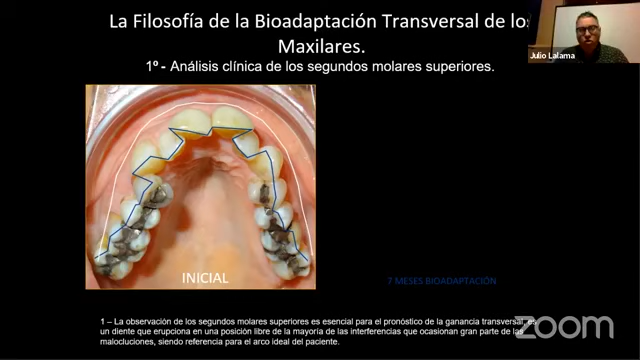 La Filosofía de la Bioadaptación Transversal de los
Maxilares.
1º - Análisis clínica de los segundos molares superiores.
Julio Lalama
INICIAL
7 MESES BIOADAPTACIÓN
1 – La observación de los segundos molares superiores es esencial para el pronóstico de la ganancia transversal, es
un diente que erupciona en una posición libre de la mayoría de las interferencias que ocasionan gran parte de las
malocluciones, siendo referencia para el arco ideal del paciente.
zoom